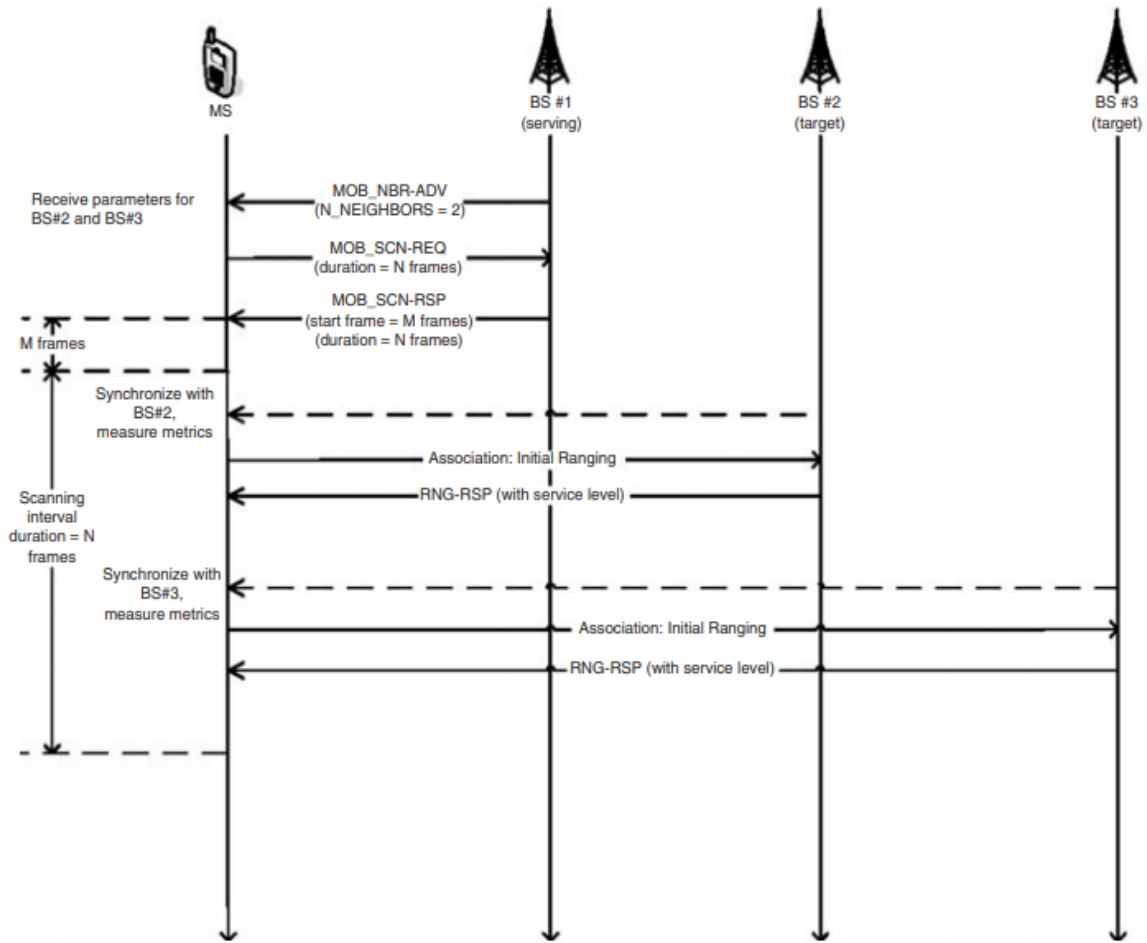 MS
BS #1
(serving)
BS #2
(target)
BS #3
(target)
Receive parameters for
BS#2 and BS#3
MOB_NBR-ADV
(N_NEIGHBORS = 2)
MOB_SCN-REQ
(duration = N frames)
MOB_SCN-RSP
(start frame = M frames)
(duration = N frames)
M frames
Synchronize with
BS#2,
measure metrics
Association: Initial Ranging
RNG-RSP (with service level)
Scanning
interval
duration = N
frames
Synchronize with
BS#3,
measure metrics
Association: Initial Ranging
RNG-RSP (with service level)